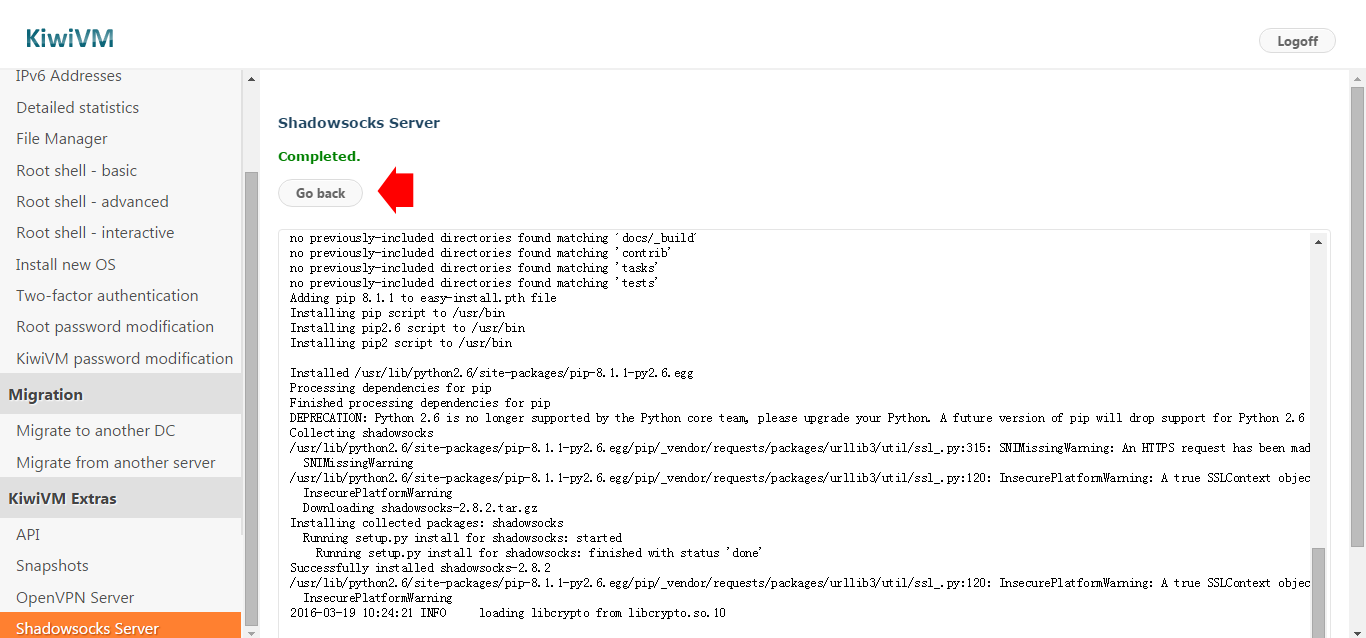 KiwiVM
Logoff
IPv6 Addresses
Detailed statistics
File Manager
Root shell - basic
Root shell - advanced
Root shell - interactive
Install new OS
Two-factor authentication
Root password modification
KiwiVM password modification
Migration
Migrate to another DC
Migrate from another server
KiwiVM Extras
API
Snapshots
OpenVPN Server
Shadowsocks Server
Shadowsocks Server
Completed.
Go back
no previously-included directories found matching 'docs/_build'
no previously-included directories found matching 'contrib'
no previously-included directories found matching 'tasks'
no previously-included directories found matching 'tests'
Adding pip 8.1.1 to easy-install.pth file
Installing pip script to /usr/bin
Installing pip2.6 script to /usr/bin
Installing pip2 script to /usr/bin
Installed /usr/lib/python2.6/site-packages/pip-8.1.1-py2.6.egg
Processing dependencies for pip
Finished processing dependencies for pip
DEPRECATION: Python 2.6 is no longer supported by the Python core team, please upgrade your Python. A future version of pip will drop support for Python 2.6
Collecting shadowsocks
/usr/lib/python2.6/site-packages/pip-8.1.1-py2.6.egg/pip/_vendor/requests/packages/urllib3/util/ssl_.py:315: SNIMissingWarning: An HTTPS request has been mad
SNIMissingWarning
/usr/lib/python2.6/site-packages/pip-8.1.1-py2.6.egg/pip/_vendor/requests/packages/urllib3/util/ssl_.py:120: InsecurePlatformWarning: A true SSLContext objec
InsecurePlatformWarning
Downloading shadowsocks-2.8.2.tar.gz
Installing collected packages: shadowsocks
Running setup.py install for shadowsocks: started
Running setup.py install for shadowsocks: finished with status 'done'
Successfully installed shadowsocks-2.8.2
/usr/lib/python2.6/site-packages/pip-8.1.1-py2.6.egg/pip/_vendor/requests/packages/urllib3/util/ssl_.py:120: InsecurePlatformWarning: A true SSLContext objec
InsecurePlatformWarning
2016-03-19 10:24:21 INFO     loading libcrypto from libcrypto.so.10